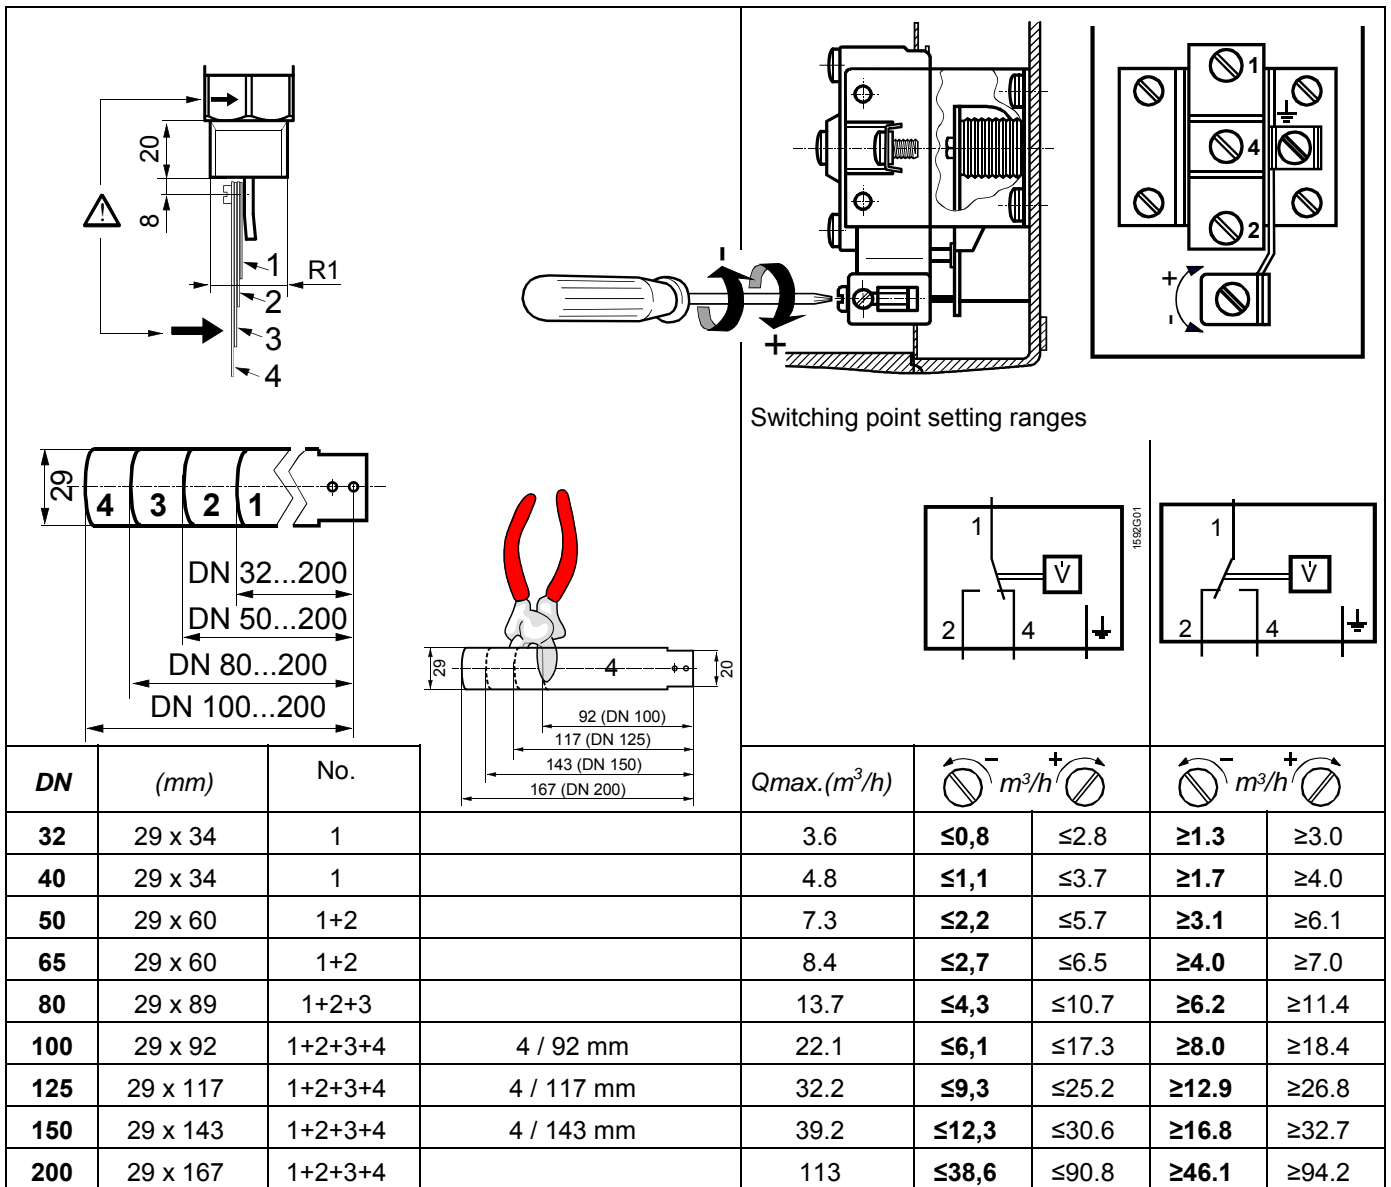 20
8
1
2
3
4
R1
-
+
1
4
2
+
-
Switching point setting ranges
29
4 3 2 1
DN 32...200
DN 50...200
DN 80...200
DN 100...200
29
4
20
92 (DN 100)
117 (DN 125)
143 (DN 150)
167 (DN 200)
1
V̇
2 4
1592G01
1
V̇
2 4
DN (mm) No. Qmax.(m³/h) - m³/h + - m³/h +
32 29 x 34 1 3.6 ≤0,8 ≤2.8 ≥1.3 ≥3.0
40 29 x 34 1 4.8 ≤1,1 ≤3.7 ≥1.7 ≥4.0
50 29 x 60 1+2 7.3 ≤2,2 ≤5.7 ≥3.1 ≥6.1
65 29 x 60 1+2 8.4 ≤2,7 ≤6.5 ≥4.0 ≥7.0
80 29 x 89 1+2+3 13.7 ≤4,3 ≤10.7 ≥6.2 ≥11.4
100 29 x 92 1+2+3+4 4 / 92 mm 22.1 ≤6,1 ≤17.3 ≥8.0 ≥18.4
125 29 x 117 1+2+3+4 4 / 117 mm 32.2 ≤9,3 ≤25.2 ≥12.9 ≥26.8
150 29 x 143 1+2+3+4 4 / 143 mm 39.2 ≤12,3 ≤30.6 ≥16.8 ≥32.7
200 29 x 167 1+2+3+4 113 ≤38,6 ≤90.8 ≥46.1 ≥94.2